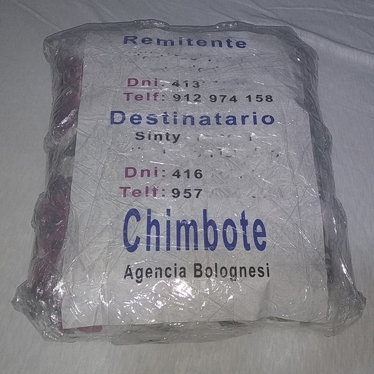 Remitente
Dni: 413
Telf: 912 974 158
Destinatario
Sinty
Dni: 416
Telf: 957
Chimbote
Agencia Bolognesi